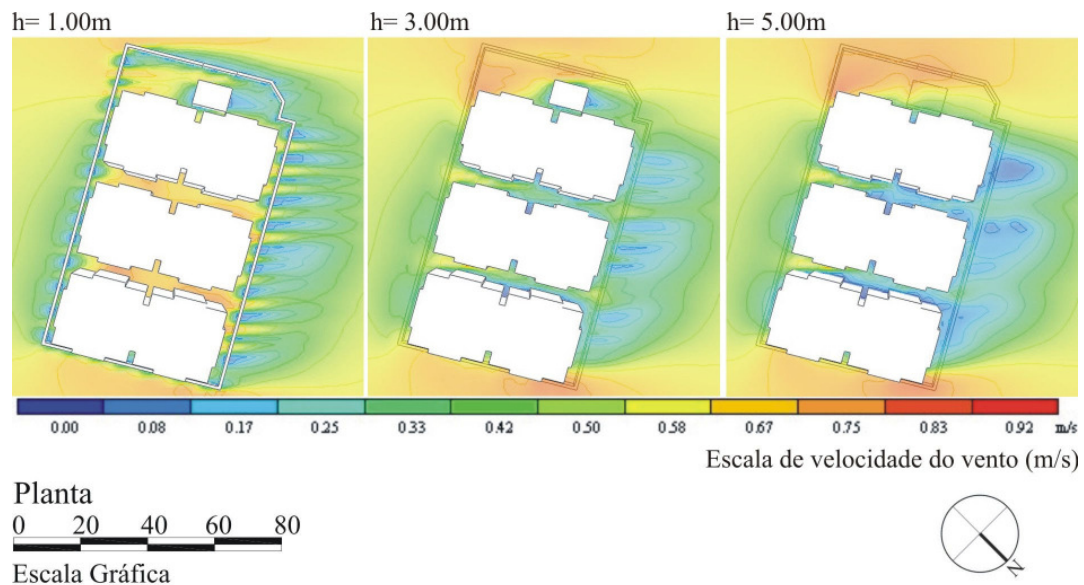 h= 1.00m h= 3.00m h= 5.00m
0.00 0.08 0.17 0.25 0.33 0.42 0.50 0.58 0.67 0.75 0.83 0.92 m/s
Escala de velocidade do vento (m/s)
Planta
0 20 40 60 80
Escala Gráfica
N